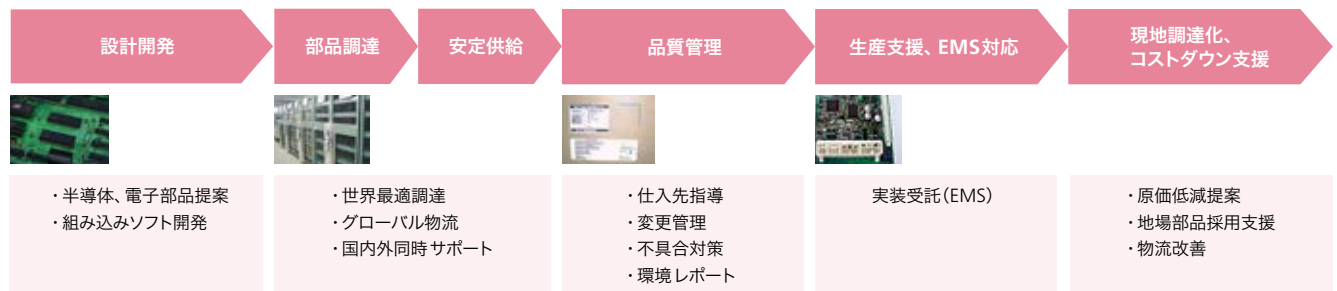 設計開発
部品調達
安定供給
品質管理
生産支援、EMS対応
現地調達化、
コストダウン支援
・半導体、電子部品提案
・組み込みソフト開発
・世界最適調達
・グローバル物流
・国内外同時サポート
・仕入先指導
・変更管理
・不具合対策
・環境レポート
実装受託(EMS)
・原価低減提案
・地場部品採用支援
・物流改善